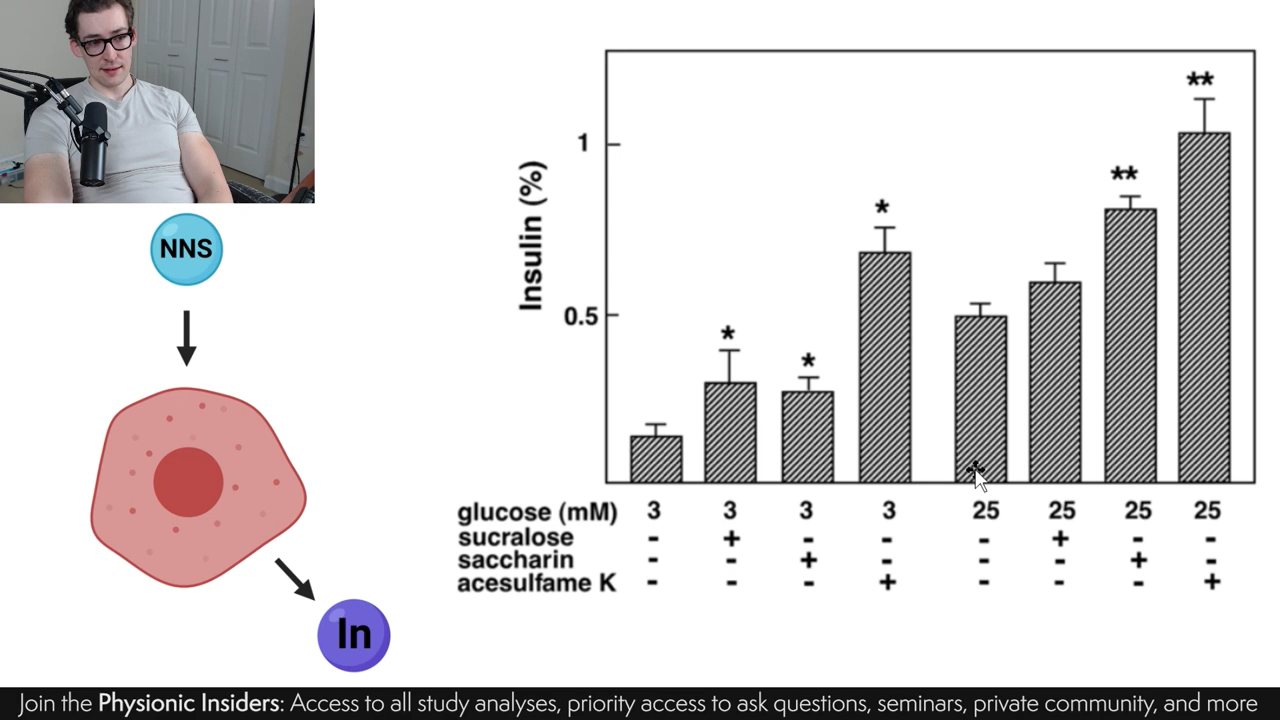 NNS
In
Insulin (%)
1
0.5
*
*
*
**
**
glucose (mM) 3 3 3 3 25 25 25 25
sucralose - + - - - + - -
saccharin - - + - - - + -
acesulfame K - - - + - - - +
Join the Physionic Insiders: Access to all study analyses, priority access to ask questions, seminars, private community, and more